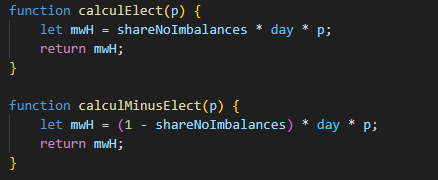 function calculElect(p) {
    let mwH = shareNoImbalances * day * p;
    return mwH;
}

function calculMinusElect(p) {
    let mwH = (1 - shareNoImbalances) * day * p;
    return mwH;
}